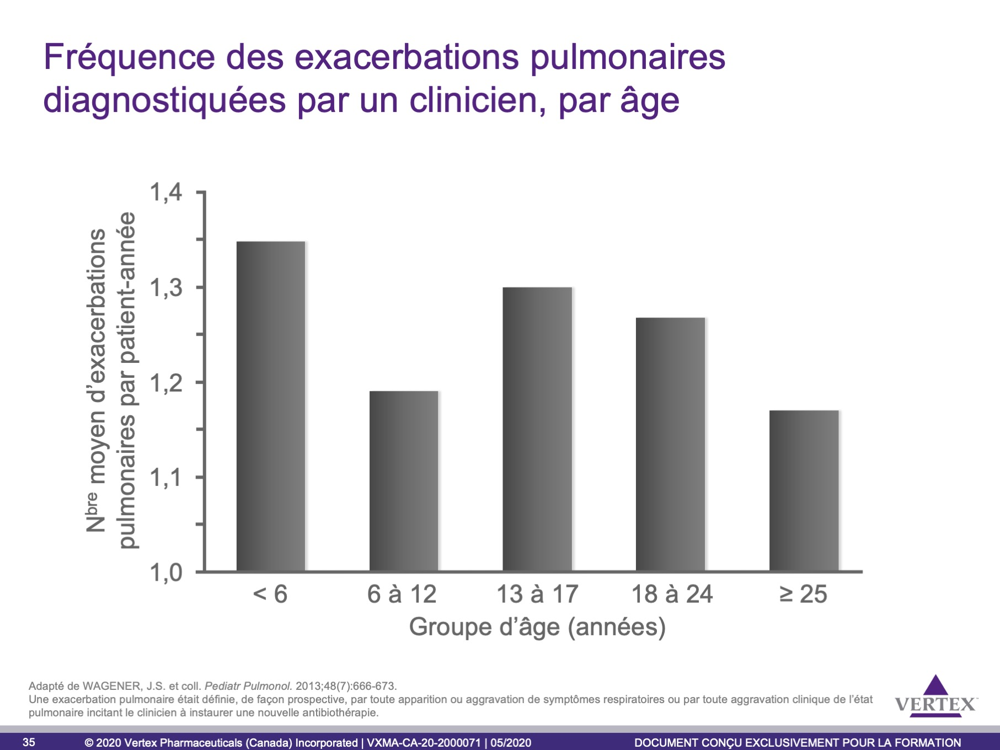 Fréquence des exacerbations pulmonaires
diagnostiquées par un clinicien, par âge
Nbre moyen d’exacerbations
pulmonaires par patient-année
1,4
1,3
1,2
1,1
1,0
< 6
6 à 12
13 à 17
18 à 24
≥ 25
Groupe d’âge (années)
Adapté de WAGENER, J.S. et coll. Pediatr Pulmonol. 2013;48(7):666-673.
Une exacerbation pulmonaire était définie, de façon prospective, par toute apparition ou aggravation de symptômes respiratoires ou par toute aggravation clinique de l’état
pulmonaire incitant le clinicien à instaurer une nouvelle antibiothérapie.
VERTEX™
35
© 2020 Vertex Pharmaceuticals (Canada) Incorporated | VXMA-CA-20-2000071 | 05/2020
DOCUMENT CONÇU EXCLUSIVEMENT POUR LA FORMATION